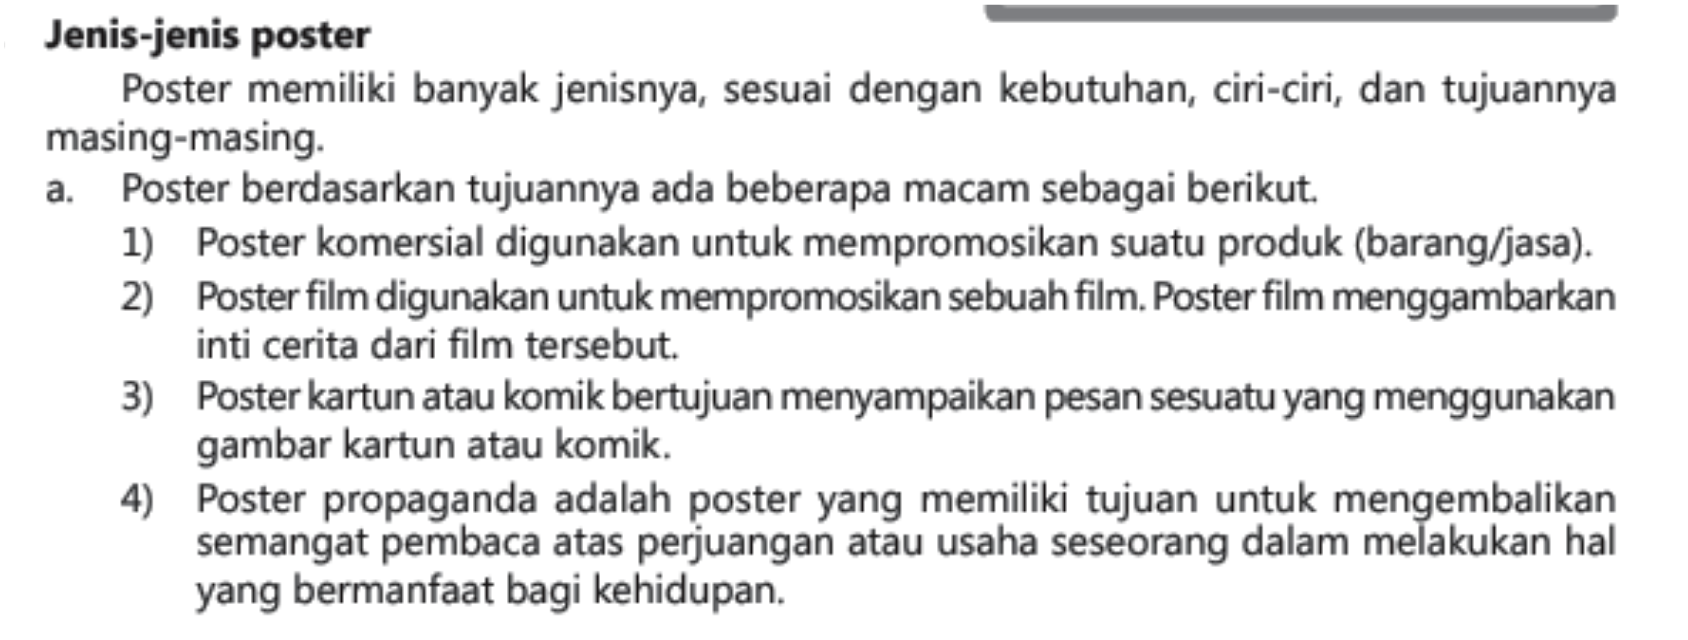 Jenis-jenis poster
Poster memiliki banyak jenisnya, sesuai dengan kebutuhan, ciri-ciri, dan tujuannya
masing-masing.
a. Poster berdasarkan tujuannya ada beberapa macam sebagai berikut.
1) Poster komersial digunakan untuk mempromosikan suatu produk (barang/jasa).
2) Poster film digunakan untuk mempromosikan sebuah film. Poster film menggambarkan
inti cerita dari film tersebut.
3) Poster kartun atau komik bertujuan menyampaikan pesan sesuatu yang menggunakan
gambar kartun atau komik.
4) Poster propaganda adalah poster yang memiliki tujuan untuk mengembalikan
semangat pembaca atas perjuangan atau usaha seseorang dalam melakukan hal
yang bermanfaat bagi kehidupan.